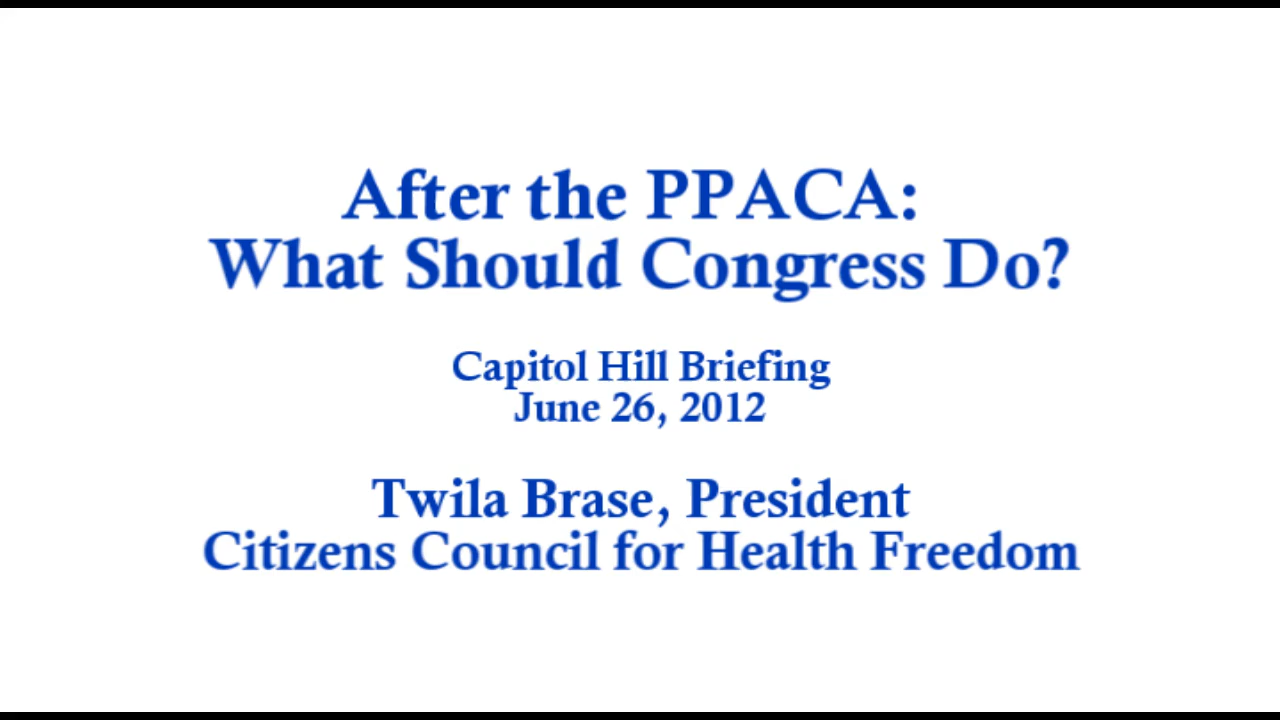 After the PPACA:
What Should Congress Do?
Capitol Hill Briefing
June 26, 2012
Twila Brase, President
Citizens Council for Health Freedom